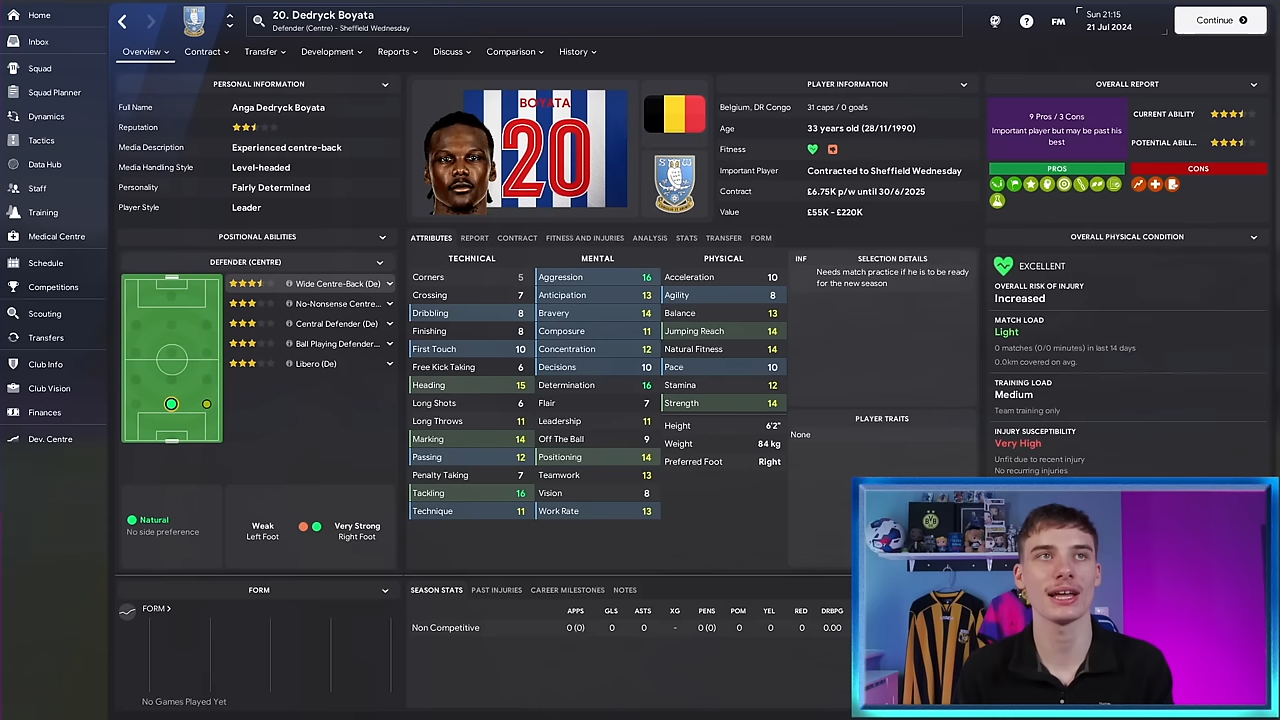 Home
Inbox
Squad
Squad Planner
Dynamics
Tactics
Data Hub
Staff
Training
Medical Centre
Schedule
Competitions
Scouting
Transfers
Club Info
Club Vision
Finances
Dev. Centre
20. Dedryck Boyata
Defender (Centre) - Sheffield Wednesday
FM
Sun 21:15
21 Jul 2024
Continue
Overview
Contract
Transfer
Development
Reports
Discuss
Comparison
History
PERSONAL INFORMATION
Full Name Anga Dedryck Boyata
Reputation
Media Description Experienced centre-back
Media Handling Style Level-headed
Personality Fairly Determined
Player Style Leader
BOYATA
20
PLAYER INFORMATION
Belgium, DR Congo 31 caps / 0 goals
Age 33 years old (28/11/1990)
Fitness
Important Player Contracted to Sheffield Wednesday
Contract £6.75K p/w until 30/6/2025
Value £55K - £220K
OVERALL REPORT
9 Pros / 3 Cons
Important player but may be past his
best
CURRENT ABILITY
POTENTIAL ABILI...
PROS
CONS
POSITIONAL ABILITIES
DEFENDER (CENTRE)
Wide Centre-Back (De)
No-Nonsense Centre...
Central Defender (De)
Ball Playing Defender...
Libero (De)
Natural
No side preference
Weak
Left Foot
Very Strong
Right Foot
ATTRIBUTES REPORT CONTRACT FITNESS AND INJURIES ANALYSIS STATS TRANSFER FORM
TECHNICAL
Corners 5
Crossing 7
Dribbling 8
Finishing 8
First Touch 10
Free Kick Taking 6
Heading 15
Long Shots 6
Long Throws 11
Marking 14
Passing 12
Penalty Taking 7
Tackling 16
Technique 11
MENTAL
Aggression 16
Anticipation 13
Bravery 14
Composure 11
Concentration 12
Decisions 10
Determination 16
Flair 7
Leadership 11
Off The Ball 9
Positioning 14
Teamwork 13
Vision 8
Work Rate 13
PHYSICAL
Acceleration 10
Agility 8
Balance 13
Jumping Reach 14
Natural Fitness 14
Pace 10
Stamina 12
Strength 14
Height 6'2"
Weight 84 kg
Preferred Foot Right
INF SELECTION DETAILS
Needs match practice if he is to be ready
for the new season
PLAYER TRAITS
None
OVERALL PHYSICAL CONDITION
EXCELLENT
OVERALL RISK OF INJURY
Increased
MATCH LOAD
Light
0 matches (0/0 minutes) in last 14 days
0.0km covered on avg.
TRAINING LOAD
Medium
Team training only
INJURY SUSCEPTIBILITY
Very High
Unfit due to recent injury
No recurring injuries
FORM
FORM
No Games Played Yet
SEASON STATS PAST INJURIES CAREER MILESTONES NOTES
APPS GLS ASTS XG PENS POM YEL RED DRBPG
Non Competitive 0 (0) 0 0 - 0 (0) 0 0 0 0.00
BVB